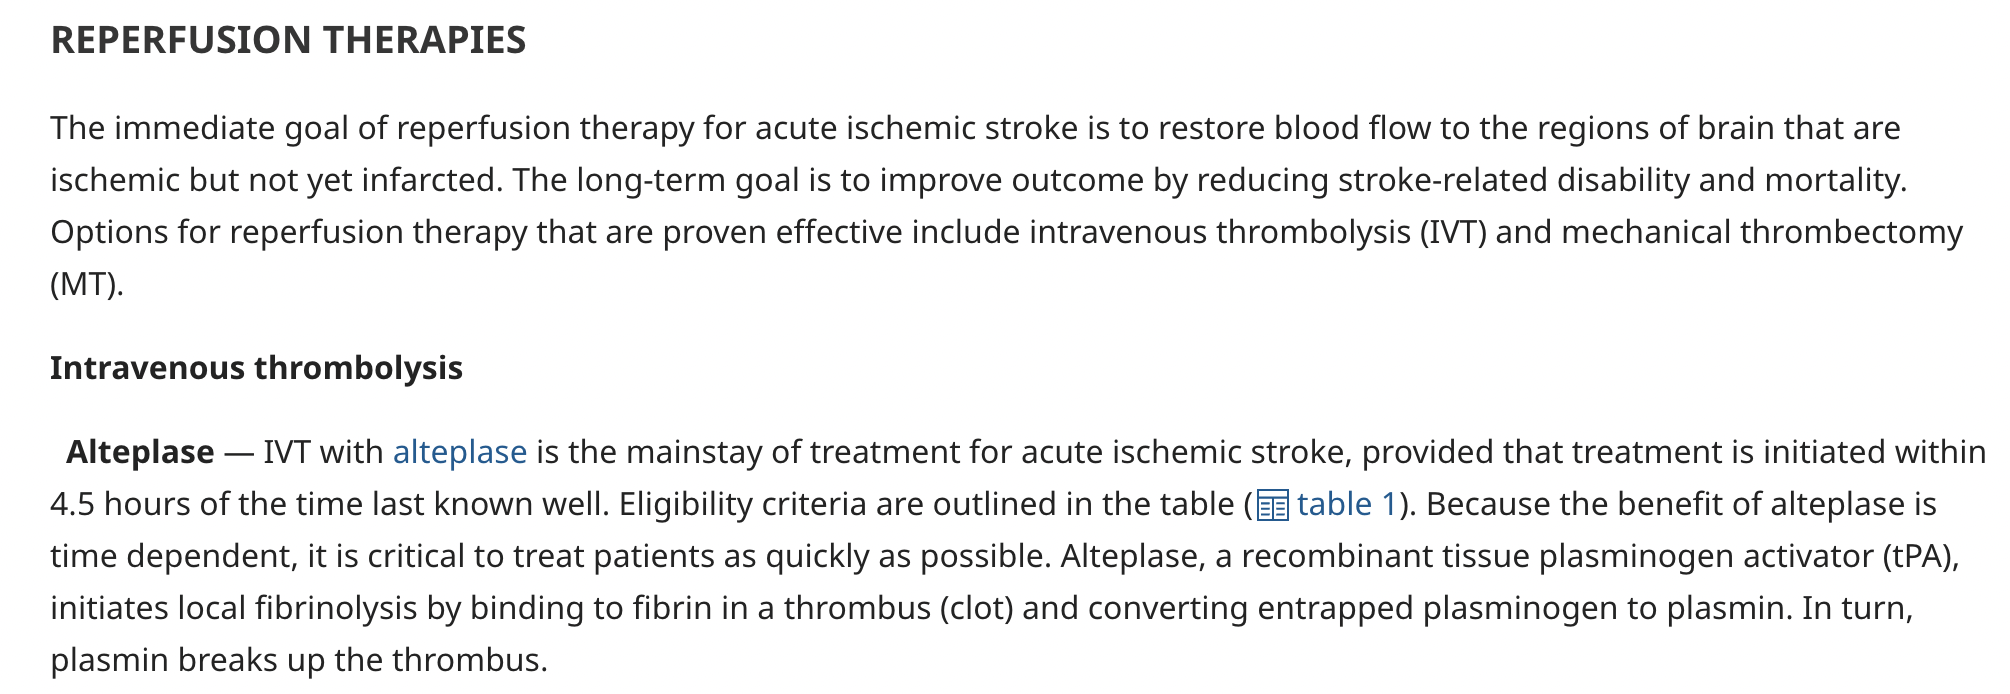 REPERFUSION THERAPIES
The immediate goal of reperfusion therapy for acute ischemic stroke is to restore blood flow to the regions of brain that are
ischemic but not yet infarcted. The long-term goal is to improve outcome by reducing stroke-related disability and mortality.
Options for reperfusion therapy that are proven effective include intravenous thrombolysis (IVT) and mechanical thrombectomy
(MT).
Intravenous thrombolysis
Alteplase — IVT with alteplase is the mainstay of treatment for acute ischemic stroke, provided that treatment is initiated within
4.5 hours of the time last known well. Eligibility criteria are outlined in the table ( table 1). Because the benefit of alteplase is
time dependent, it is critical to treat patients as quickly as possible. Alteplase, a recombinant tissue plasminogen activator (tPA),
initiates local fibrinolysis by binding to fibrin in a thrombus (clot) and converting entrapped plasminogen to plasmin. In turn,
plasmin breaks up the thrombus.